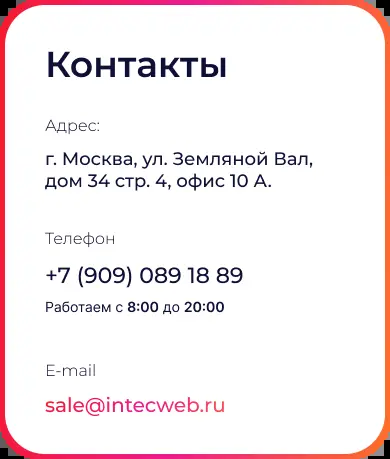 Контакты
Адрес:
г. Москва, ул. Земляной Вал,
дом 34 стр. 4, офис 10 А.
Телефон
+7 (909) 089 18 89
Работаем с 8:00 до 20:00
E-mail
sale@intecweb.ru